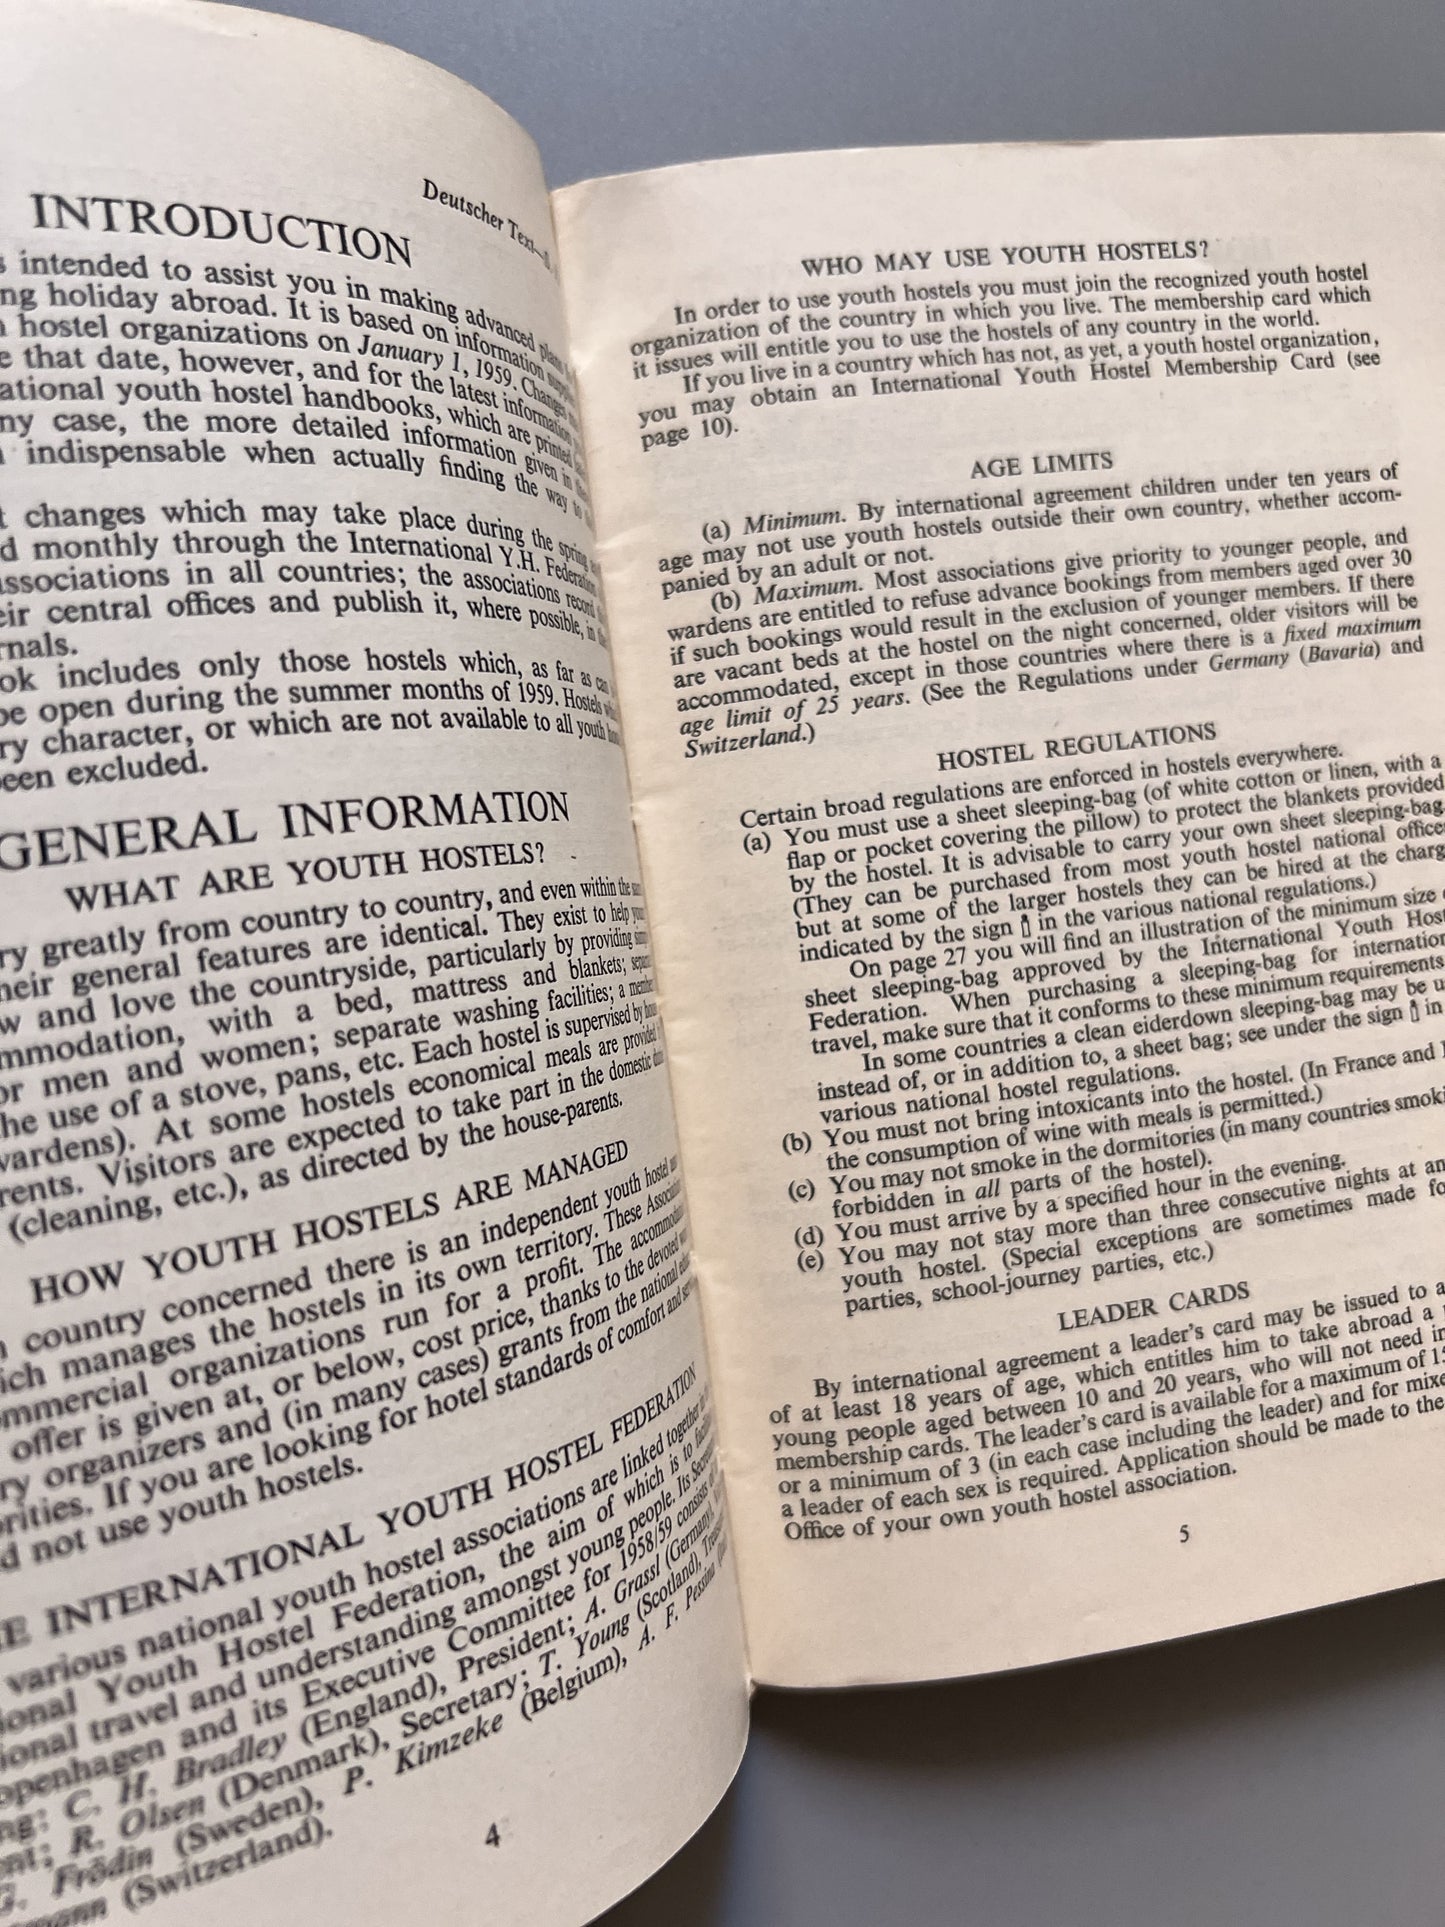 Deutscher Text
INTRODUCTION
intended to assist you in making advanced
holiday abroad. It is based on information
hostel organizations on January 1, 1959. Changes
that date, however, and for the latest information
youth hostel handbooks, which are printed
case, the more detailed information given in
indispensable when actually finding the way to
changes which may take place during the spring
monthly through the International Y.H. Federation
associations in all countries; the associations record
central offices and publish it, where possible, in

includes only those hostels which, as far as can
be open during the summer months of 1959. Hostels
character, or which are not available to all youth
been excluded.
GENERAL INFORMATION
WHAT ARE YOUTH HOSTELS?
greatly from country to country, and even within the
general features are identical. They exist to help
and love the countryside, particularly by providing
with a bed, mattress and blankets;
men and women; separate washing facilities; a
use of a stove, pans, etc. Each hostel is supervised by
wardens). At some hostels economical meals are provided
Visitors are expected to take part in the domestic
(cleaning, etc.), as directed by the house-parents.
HOW YOUTH HOSTELS ARE MANAGED
country concerned there is an independent youth hostel
manages the hostels in its own territory. These
organizations run for a profit. The
offer is given at, or below, cost price, thanks to the devoted
organizers and (in many cases) grants from the national
If you are looking for hotel standards of comfort and
not use youth hostels.
INTERNATIONAL YOUTH HOSTEL FEDERATION
various national youth hostel associations are linked together
Youth Hostel Federation, the aim of which is to
travel and understanding amongst young people. Its
and its Executive Committee for 1958/59 consists of
C. H. Bradley (England), President; A. Grassl (Germany),
R. Olsen (Denmark), Secretary; T. Young (Scotland),
G. Frödin (Sweden), P. Kimzeke (Belgium), A. F. Pessina
(Switzerland).
4
WHO MAY USE YOUTH HOSTELS?
In order to use youth hostels you must join the recognized youth hostel
organization of the country in which you live. The membership card which
it issues will entitle you to use the hostels of any country in the world.
If you live in a country which has not, as yet, a youth hostel organization,
you may obtain an International Youth Hostel Membership Card (see
page 10).
AGE LIMITS
(a) Minimum. By international agreement children under ten years of
age may not use youth hostels outside their own country, whether accom-
panied by an adult or not.
(b) Maximum. Most associations give priority to younger people, and
wardens are entitled to refuse advance bookings from members aged over 30
if such bookings would result in the exclusion of younger members. If there
are vacant beds at the hostel on the night concerned, older visitors will be
accommodated, except in those countries where there is a fixed maximum
age limit of 25 years. (See the Regulations under Germany (Bavaria) and
Switzerland.)
HOSTEL REGULATIONS
Certain broad regulations are enforced in hostels everywhere.
(a) You must use a sheet sleeping-bag (of white cotton or linen, with a
flap or pocket covering the pillow) to protect the blankets provided
by the hostel. It is advisable to carry your own sheet sleeping-bag.
(They can be purchased from most youth hostel national offices
but at some of the larger hostels they can be hired at the charge
indicated by the sign in the various national regulations.)
On page 27 you will find an illustration of the minimum size
sheet sleeping-bag approved by the International Youth
Federation. When purchasing a sleeping-bag for
travel, make sure that it conforms to these minimum requirements
In some countries a clean eiderdown sleeping-bag may be
instead of, or in addition to, a sheet bag; see under the sign in
various national hostel regulations.
(b) You must not bring intoxicants into the hostel. (In France and
the consumption of wine with meals is permitted.)
(c) You may not smoke in the dormitories (in many countries
forbidden in all parts of the hostel).
(d) You must arrive by a specified hour in the evening.
(e) You may not stay more than three consecutive nights at
youth hostel. (Special exceptions are sometimes made
parties, school-journey parties, etc.)
LEADER CARDS
By international agreement a leader's card may be issued to
of at least 18 years of age, which entitles him to take abroad a
young people aged between 10 and 20 years, who will not need
membership cards. The leader's card is available for a maximum of
or a minimum of 3 (in each case including the leader) and for
a leader of each sex is required. Application should be made to the
Office of your own youth hostel association.
5